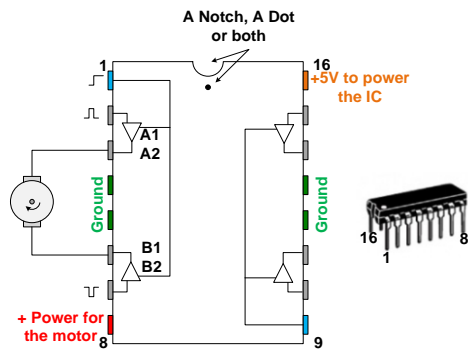 A Notch, A Dot
or both
1
16
+5V to power
the IC
A1
A2
Ground
Ground
B1
B2
+ Power for
the motor
8
9
16
1
8